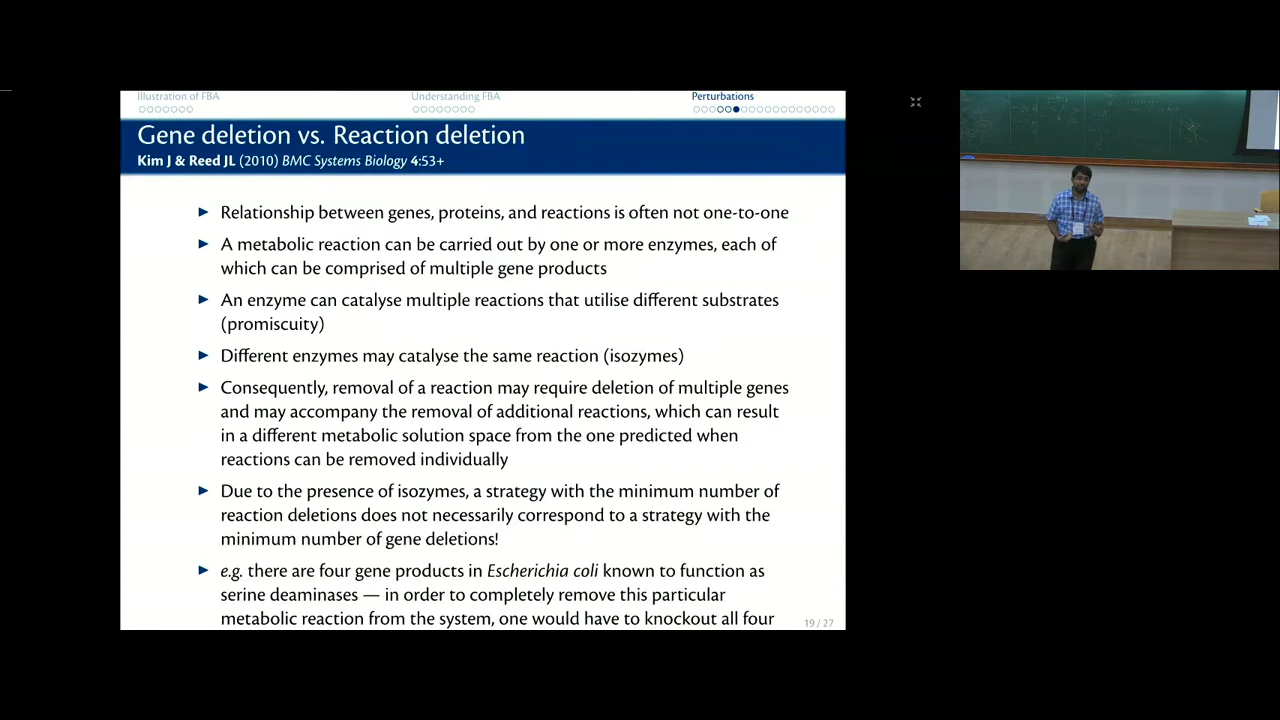 Illustration of FBA
Understanding FBA
Perturbations
Gene deletion vs. Reaction deletion
Kim J & Reed JL (2010) BMC Systems Biology 4:53+
Relationship between genes, proteins, and reactions is often not one-to-one
A metabolic reaction can be carried out by one or more enzymes, each of
which can be comprised of multiple gene products
An enzyme can catalyse multiple reactions that utilise different substrates
(promiscuity)
Different enzymes may catalyse the same reaction (isozymes)
Consequently, removal of a reaction may require deletion of multiple genes
and may accompany the removal of additional reactions, which can result
in a different metabolic solution space from the one predicted when
reactions can be removed individually
Due to the presence of isozymes, a strategy with the minimum number of
reaction deletions does not necessarily correspond to a strategy with the
minimum number of gene deletions!
e.g. there are four gene products in Escherichia coli known to function as
serine deaminases — in order to completely remove this particular
metabolic reaction from the system, one would have to knockout all four
19 / 27